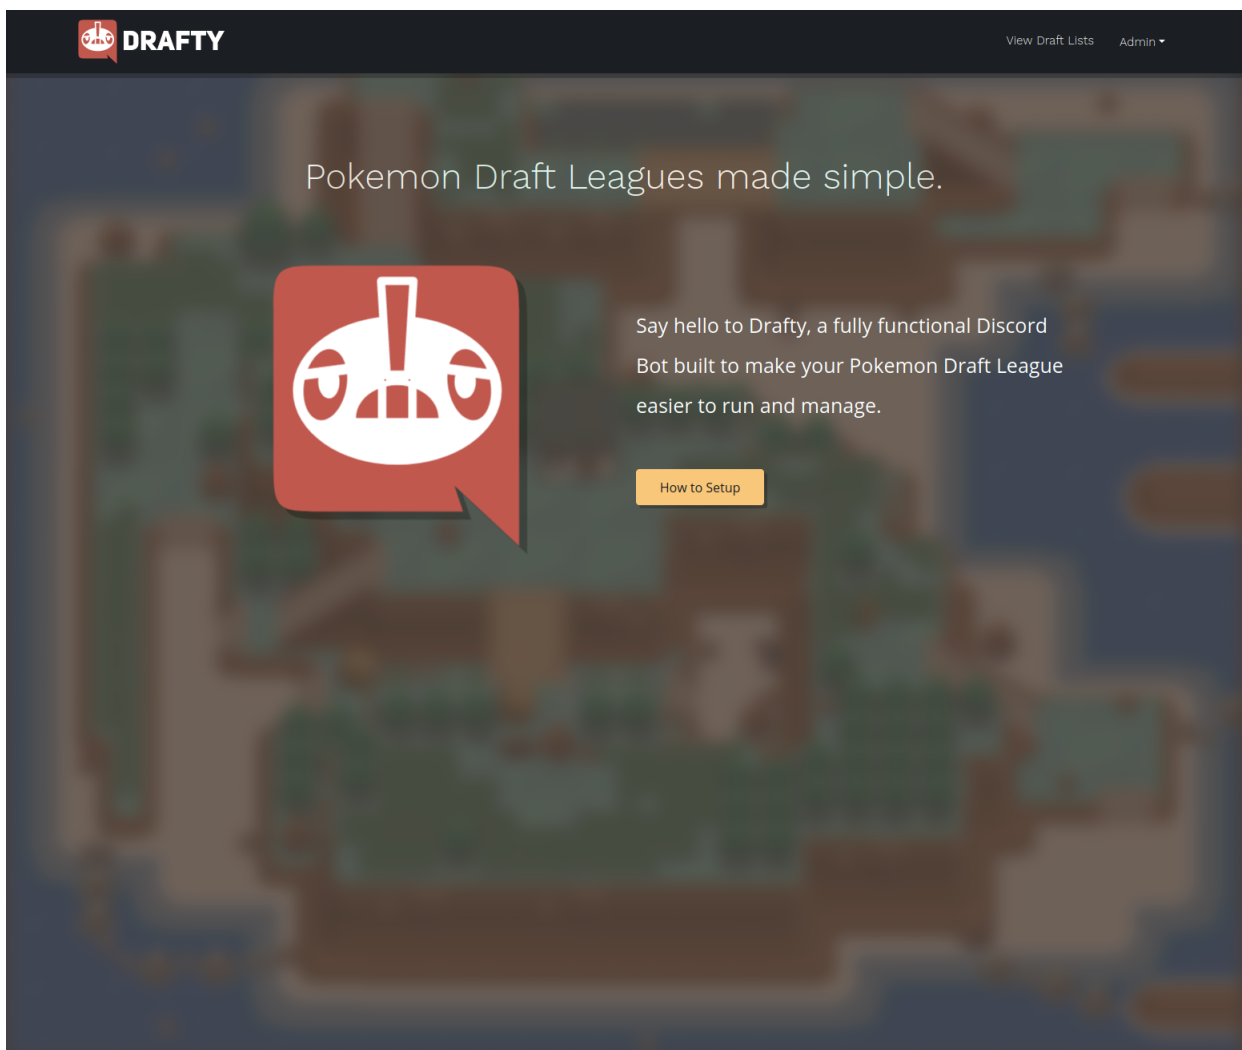 DRAFTY
View Draft Lists
Admin
Pokemon Draft Leagues made simple.
Say hello to Drafty, a fully functional Discord
Bot built to make your Pokemon Draft League
easier to run and manage.
How to Setup